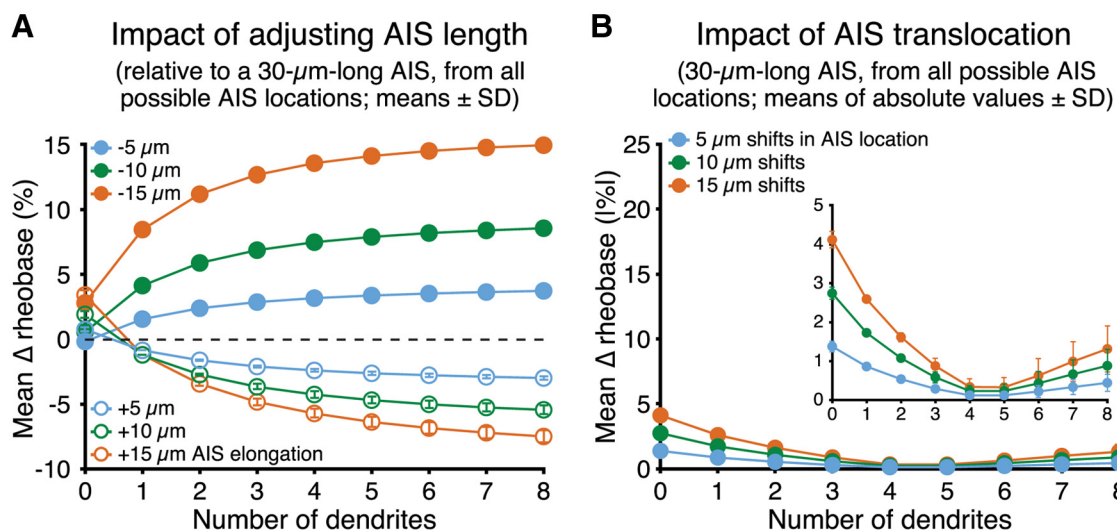 A
Impact of adjusting AIS length
(relative to a 30-µm-long AIS, from all
possible AIS locations; means ± SD)
15
10
5
0
-5
-10
Mean Δ rheobase (%)
-5 µm
-10 µm
-15 µm
+5 µm
+10 µm
+15 µm AIS elongation
0 1 2 3 4 5 6 7 8
Number of dendrites
B
Impact of AIS translocation
(30-µm-long AIS, from all possible AIS
locations; means of absolute values ± SD)
25
20
15
10
5
0
Mean Δ rheobase (|%|)
5 µm shifts in AIS location
10 µm shifts
15 µm shifts
5
4
3
2
1
0
0 1 2 3 4 5 6 7 8
0 1 2 3 4 5 6 7 8
Number of dendrites